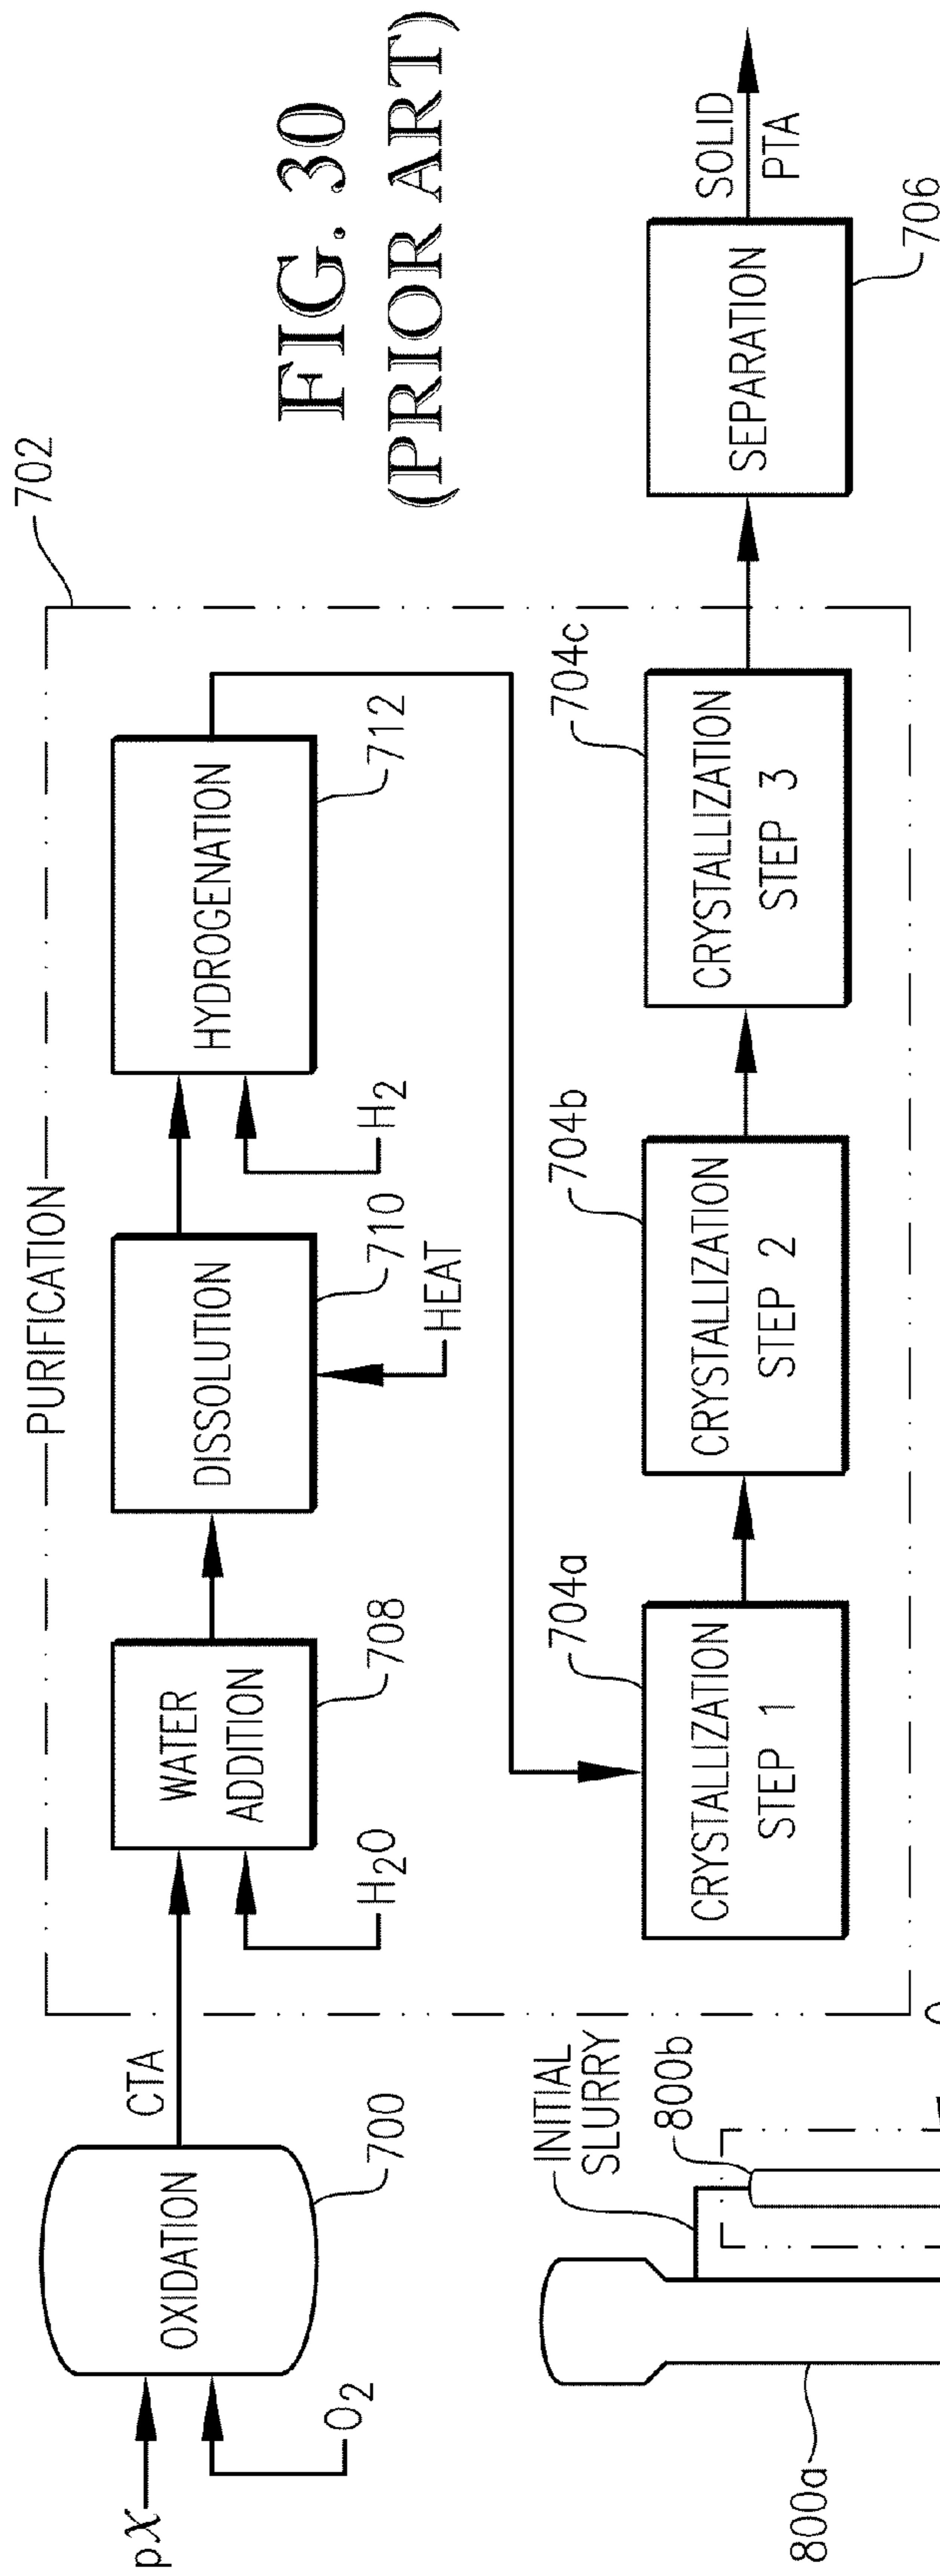 FIG. 30
(PRIOR ART)
702
PURIFICATION
pX
O2
OXIDATION
700
CTA
H2O
WATER
ADDITION
708
DISSOLUTION
710
HEAT
H2
HYDROGENATION
712
704a
CRYSTALLIZATION
STEP 1
704b
CRYSTALLIZATION
STEP 2
704c
CRYSTALLIZATION
STEP 3
SEPARATION
706
SOLID
PTA
INITIAL
SLURRY
800b
800a